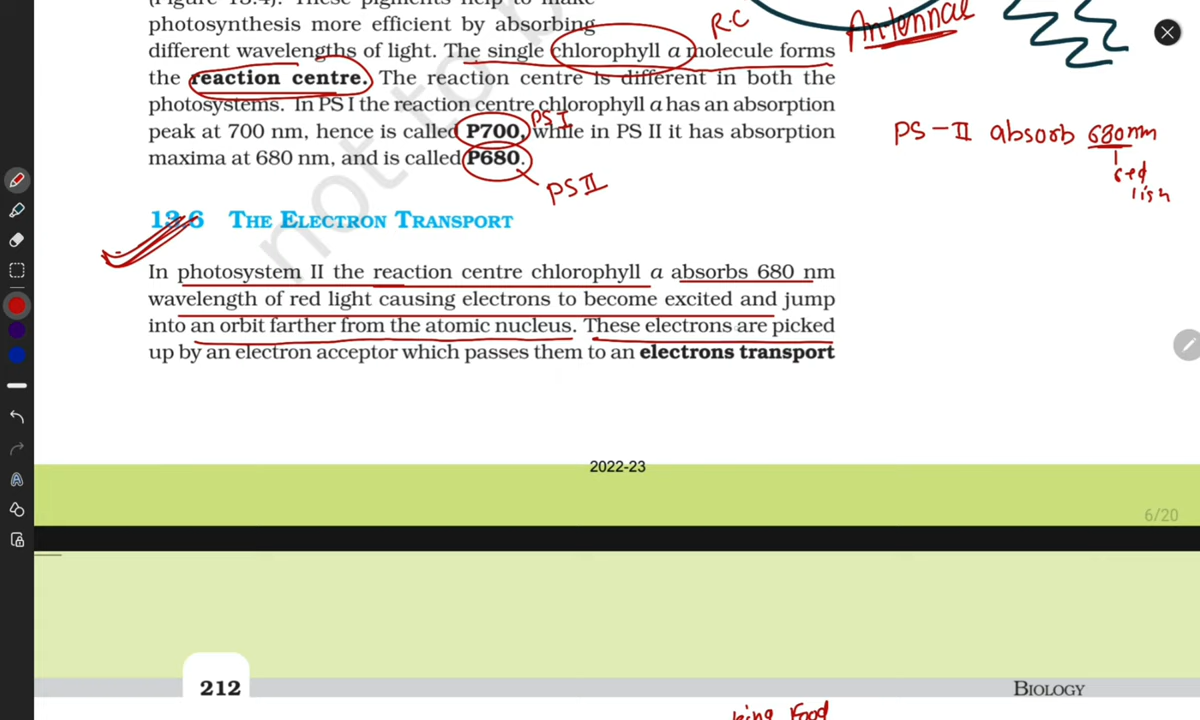 photosynthesis more efficient by absorbing
different wavelengths of light. The single chlorophyll a molecule forms
the reaction centre. The reaction centre is different in both the
photosystems. In PS I the reaction centre chlorophyll a has an absorption
peak at 700 nm, hence is called P700, while in PS II it has absorption
maxima at 680 nm, and is called P680.
R.C
Antennal
PS I
PS II
PS-II absorb 680nm
red
13.6 THE ELECTRON TRANSPORT
In photosystem II the reaction centre chlorophyll a absorbs 680 nm
wavelength of red light causing electrons to become excited and jump
into an orbit farther from the atomic nucleus. These electrons are picked
up by an electron acceptor which passes them to an electrons transport
2022-23
6/20
212
BIOLOGY
Food